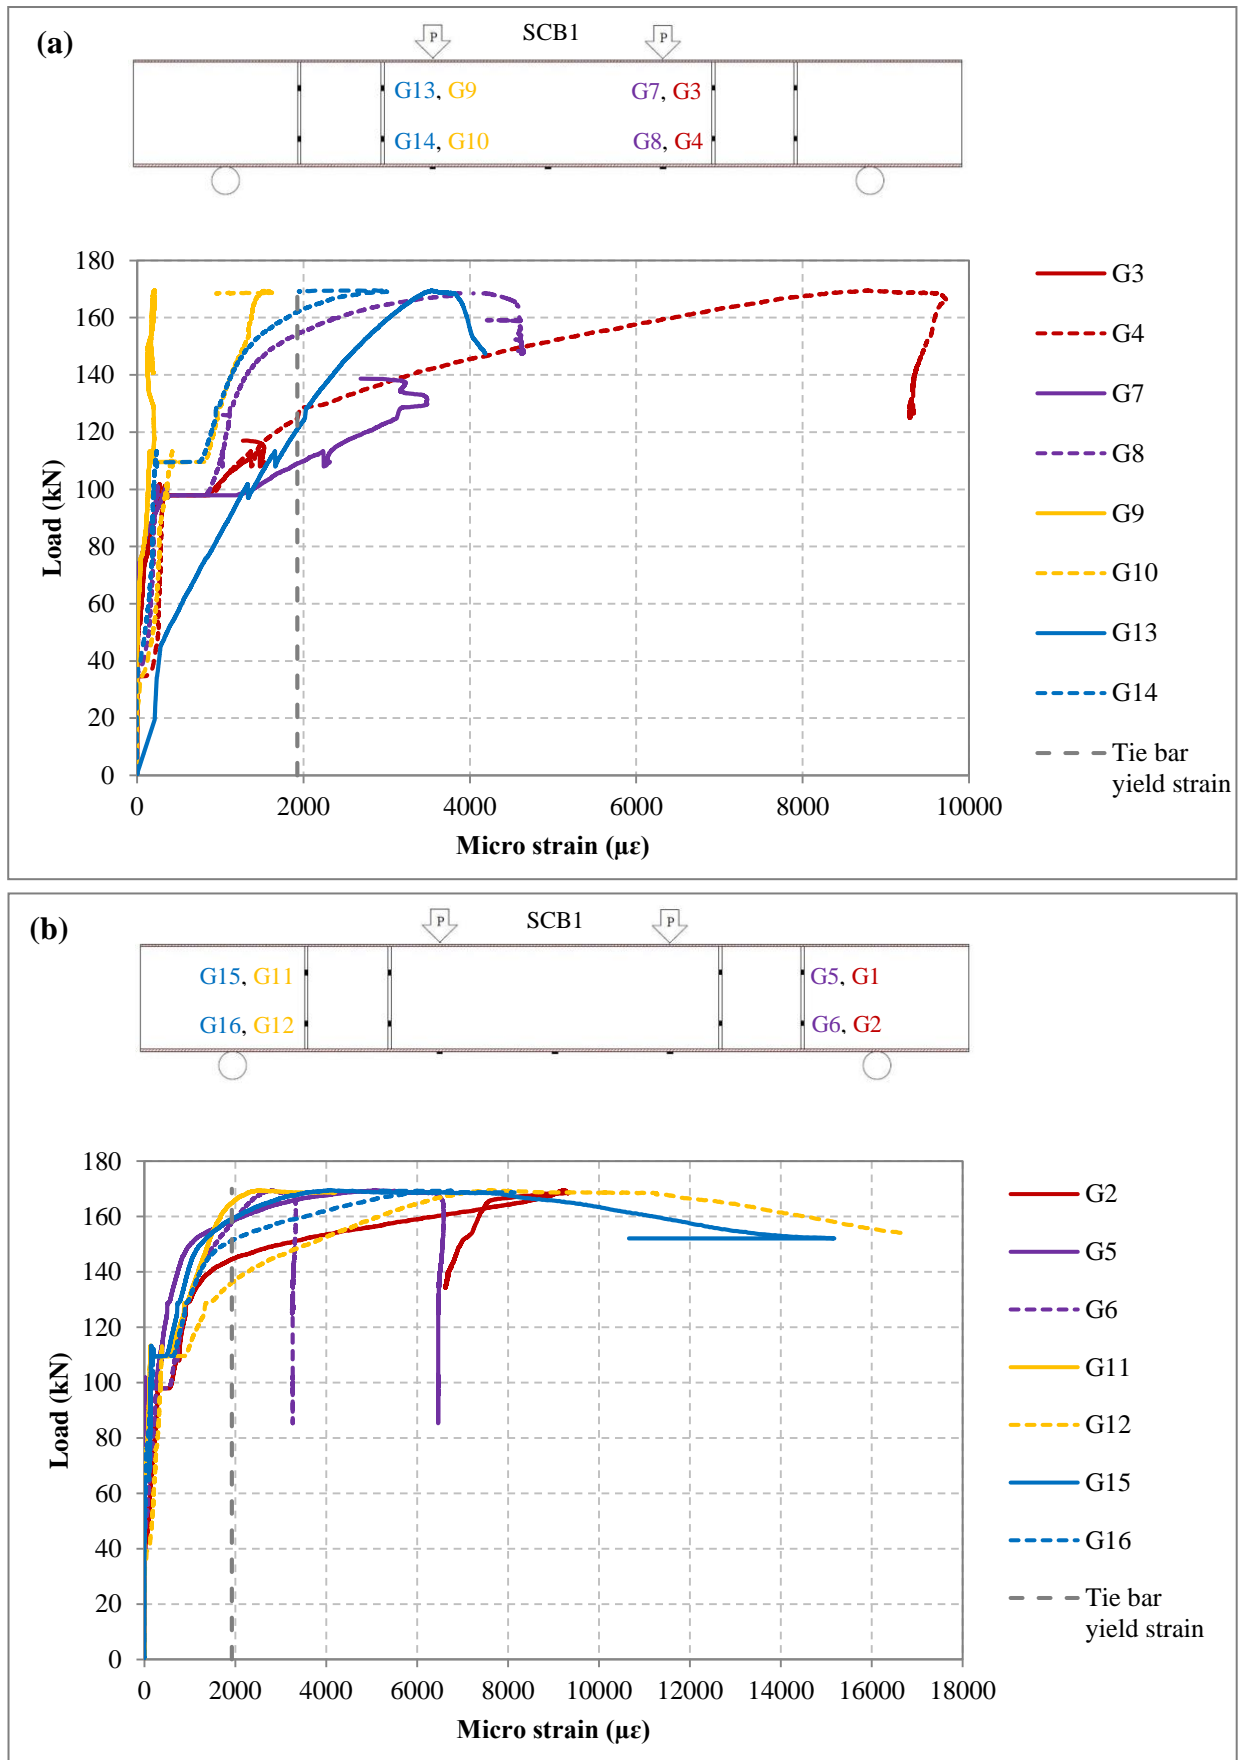 (a)
P SCB1 P
G13, G9 G7, G3
G14, G10 G8, G4
180
160
140
120
100
80
60
40
20
0
Load (kN)
0 2000 4000 6000 8000 10000
Micro strain (με)
G3
G4
G7
G8
G9
G10
G13
G14
Tie bar
yield strain
(b)
P SCB1 P
G15, G11 G5, G1
G16, G12 G6, G2
180
160
140
120
100
80
60
40
20
0
Load (kN)
0 2000 4000 6000 8000 10000 12000 14000 16000 18000
Micro strain (με)
G2
G5
G6
G11
G12
G15
G16
Tie bar
yield strain